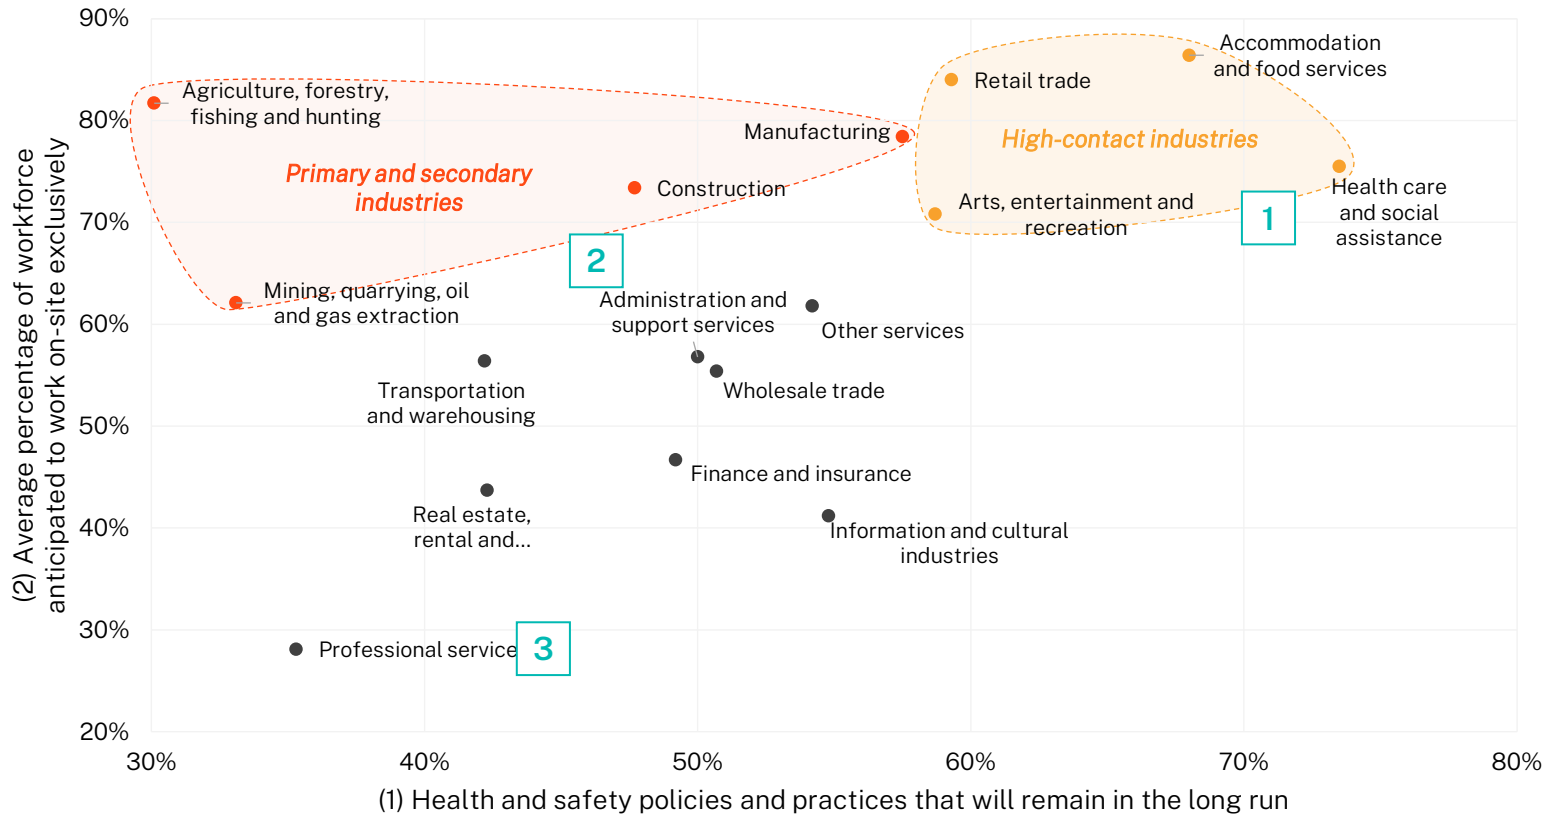 90%
80%
70%
60%
50%
40%
30%
20%
(2) Average percentage of workforce
anticipated to work on-site exclusively
Agriculture, forestry,
fishing and hunting
Primary and secondary
industries
Manufacturing
Construction
Mining, quarrying, oil
and gas extraction
2
Accommodation
and food services
Retail trade
High-contact industries
Arts, entertainment and
recreation
1
Health care
and social
assistance
Administration and
support services
Other services
Transportation
and warehousing
Wholesale trade
Finance and insurance
Real estate,
rental and...
Information and cultural
industries
Professional service
3
30%
40%
50%
60%
70%
80%
(1) Health and safety policies and practices that will remain in the long run